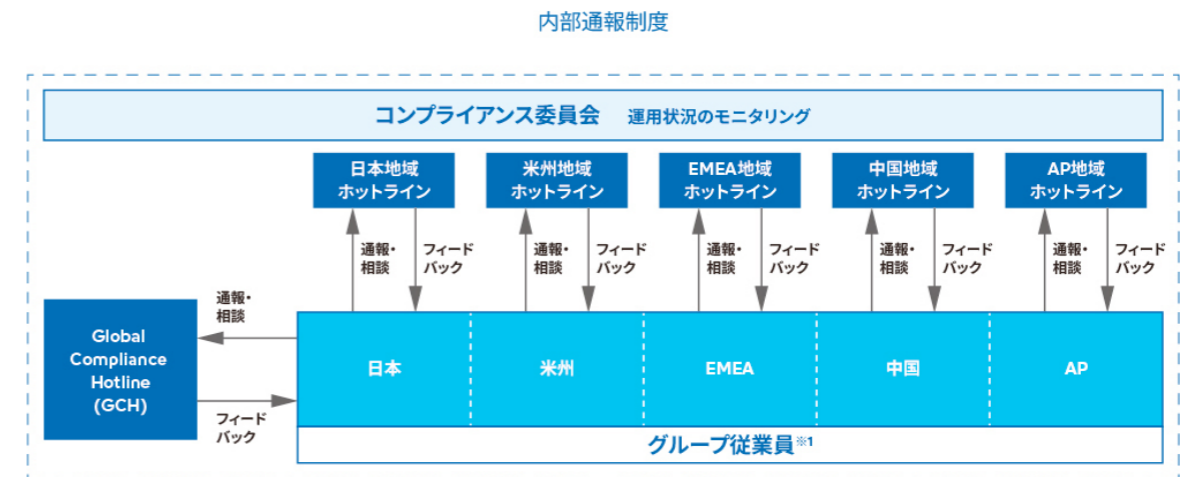 内部通報制度
コンプライアンス委員会 運用状況のモニタリング
日本地域
ホットライン
米州地域
ホットライン
EMEA地域
ホットライン
中国地域
ホットライン
AP地域
ホットライン
通報・
相談
フィード
バック
通報・
相談
フィード
バック
通報・
相談
フィード
バック
通報・
相談
フィード
バック
通報・
相談
フィード
バック
通報・
相談
Global
Compliance
Hotline
(GCH)
フィード
バック
日本
米州
EMEA
中国
AP
グループ従業員※1